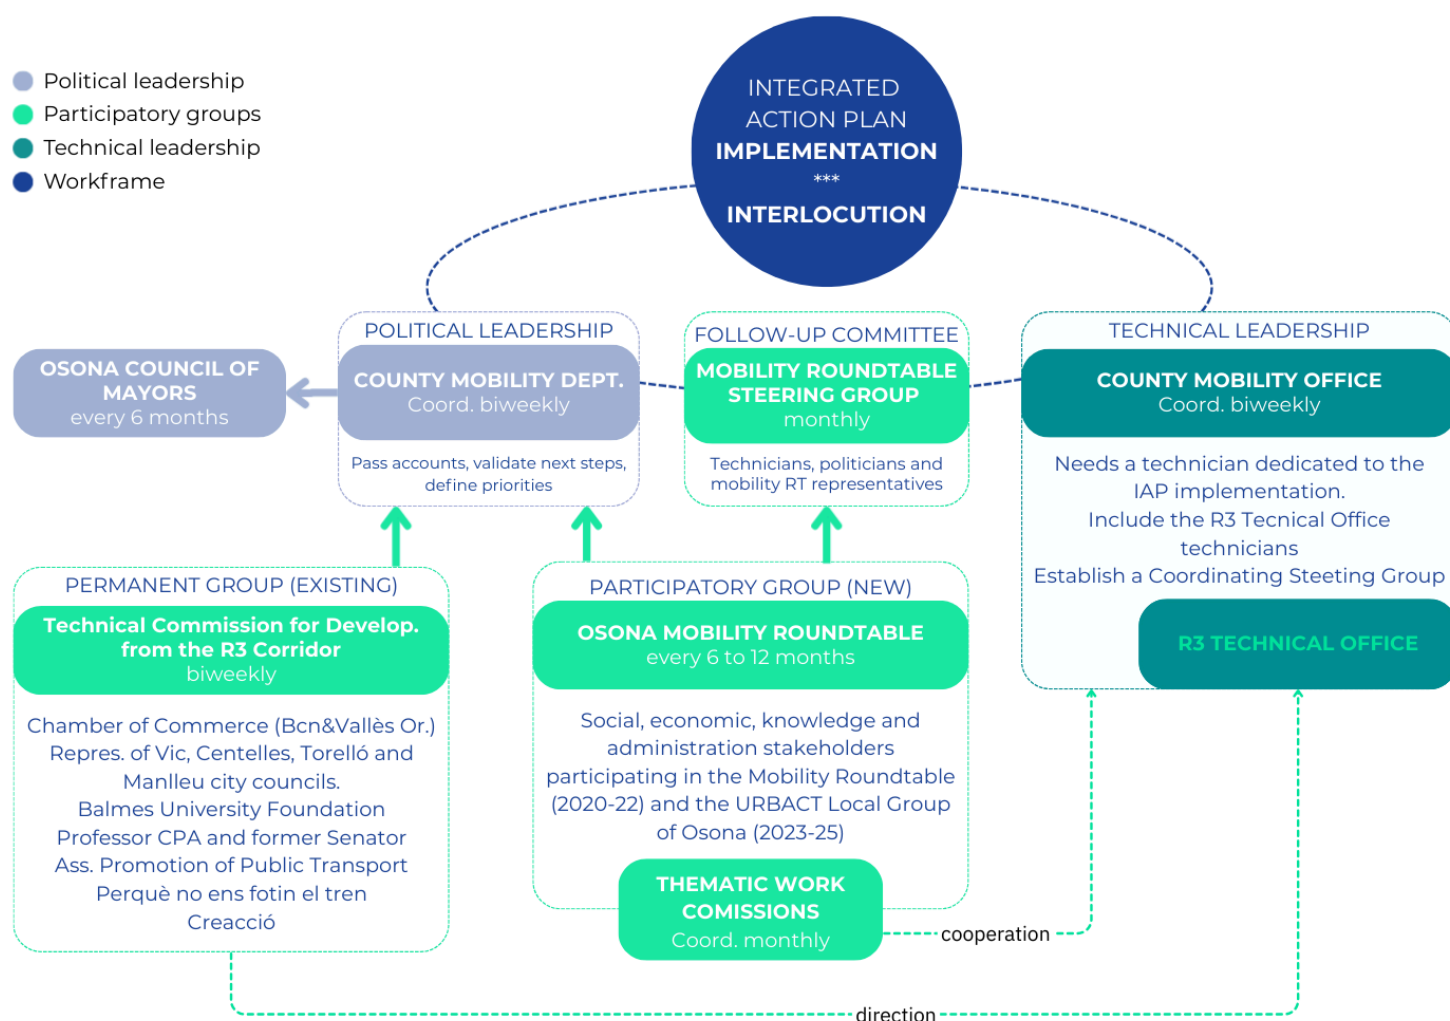 Political leadership
Participatory groups
Technical leadership
Workframe
INTEGRATED
ACTION PLAN
IMPLEMENTATION
***
INTERLOCUTION
OSONA COUNCIL OF
MAYORS
every 6 months
POLITICAL LEADERSHIP
COUNTY MOBILITY DEPT.
Coord. biweekly
Pass accounts, validate next steps,
define priorities
FOLLOW-UP COMMITTEE
MOBILITY ROUNDTABLE
STEERING GROUP
monthly
Technicians, politicians and
mobility RT representatives
TECHNICAL LEADERSHIP
COUNTY MOBILITY OFFICE
Coord. biweekly
Needs a technician dedicated to the
IAP implementation.
Include the R3 Tecnical Office
technicians
Establish a Coordinating Steeting Group
R3 TECHNICAL OFFICE
PERMANENT GROUP (EXISTING)
Technical Commission for Develop.
from the R3 Corridor
biweekly
Chamber of Commerce (Bcn&Vallès Or.)
Repres. of Vic, Centelles, Torelló and
Manlleu city councils.
Balmes University Foundation
Professor CPA and former Senator
Ass. Promotion of Public Transport
Perquè no ens fotin el tren
Creacció
PARTICIPATORY GROUP (NEW)
OSONA MOBILITY ROUNDTABLE
every 6 to 12 months
Social, economic, knowledge and
administration stakeholders
participating in the Mobility Roundtable
(2020-22) and the URBACT Local Group
of Osona (2023-25)
THEMATIC WORK
COMISSIONS
Coord. monthly
cooperation
direction